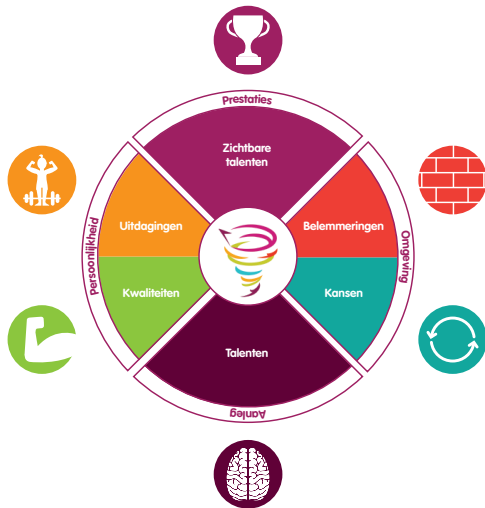 Prestaties
Zichtbare
talenten
Uitdagingen
Belemmeringen
Persoonlijkheid
Omgeving
Kwaliteiten
Kansen
Talenten
Aanleg